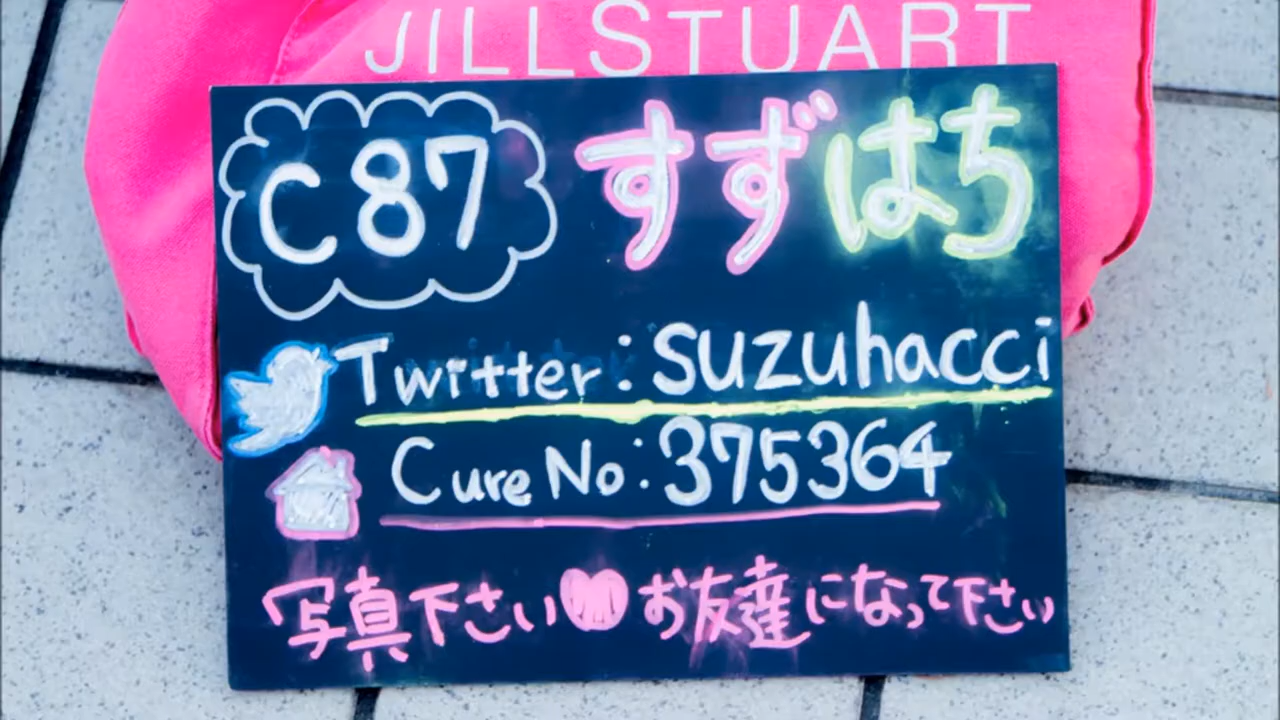 JILLSTUART
C87 すずはち
Twitter:suzuhacci
Cure No:375364
写真下さい♥お友達になって下さい